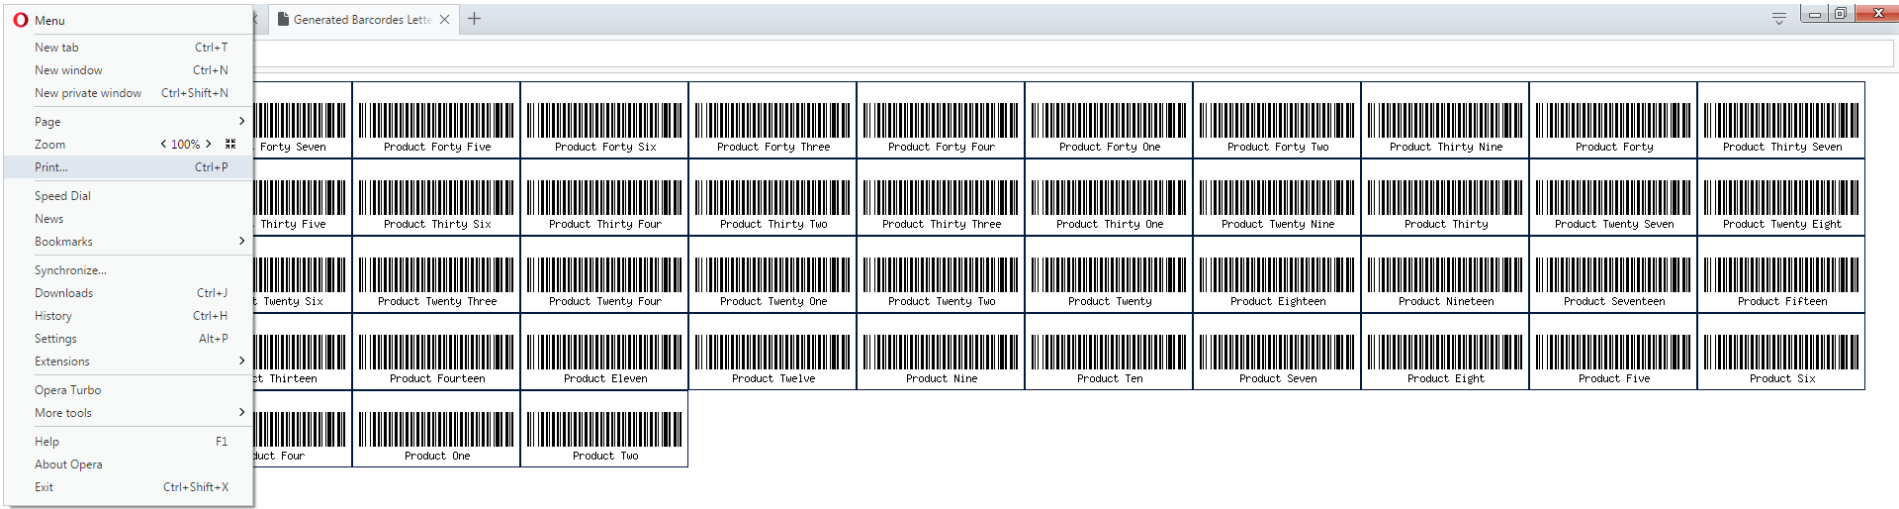 Menu
Generated Barcordes Lette
New tab Ctrl+T
New window Ctrl+N
New private window Ctrl+Shift+N
Page
Zoom 100%
Print... Ctrl+P
Speed Dial
News
Bookmarks
Synchronize...
Downloads Ctrl+J
History Ctrl+H
Settings Alt+P
Extensions
Opera Turbo
More tools
Help F1
About Opera
Exit Ctrl+Shift+X
Forty Seven Product Forty Five Product Forty Six Product Forty Three Product Forty Four Product Forty One Product Forty Two Product Thirty Nine Product Forty Product Thirty Seven
Thirty Five Product Thirty Six Product Thirty Four Product Thirty Two Product Thirty Three Product Thirty One Product Twenty Nine Product Thirty Product Twenty Seven Product Twenty Eight
t Twenty Six Product Twenty Three Product Twenty Four Product Twenty One Product Twenty Two Product Twenty Product Eighteen Product Nineteen Product Seventeen Product Fifteen
ct Thirteen Product Fourteen Product Eleven Product Twelve Product Nine Product Ten Product Seven Product Eight Product Five Product Six
duct Four Product One Product Two